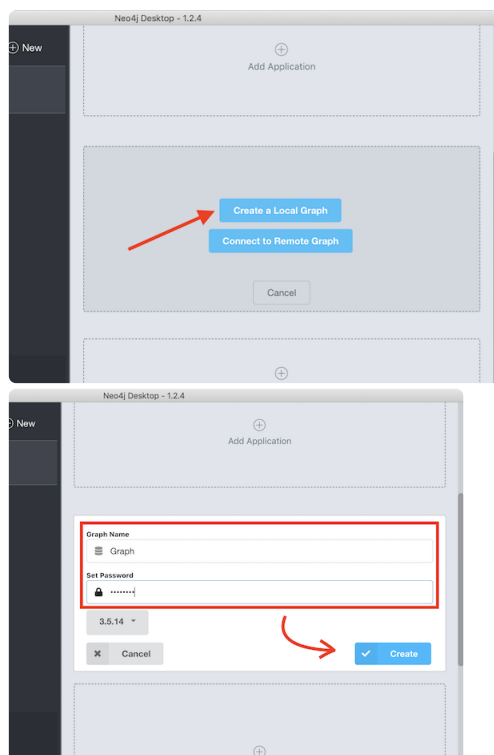 Neo4j Desktop - 1.2.4
New
Add Application
Create a Local Graph
Connect to Remote Graph
Cancel
Neo4j Desktop - 1.2.4
New
Add Application
Graph Name
Graph
Set Password
••••••••
3.5.14
Cancel
Create